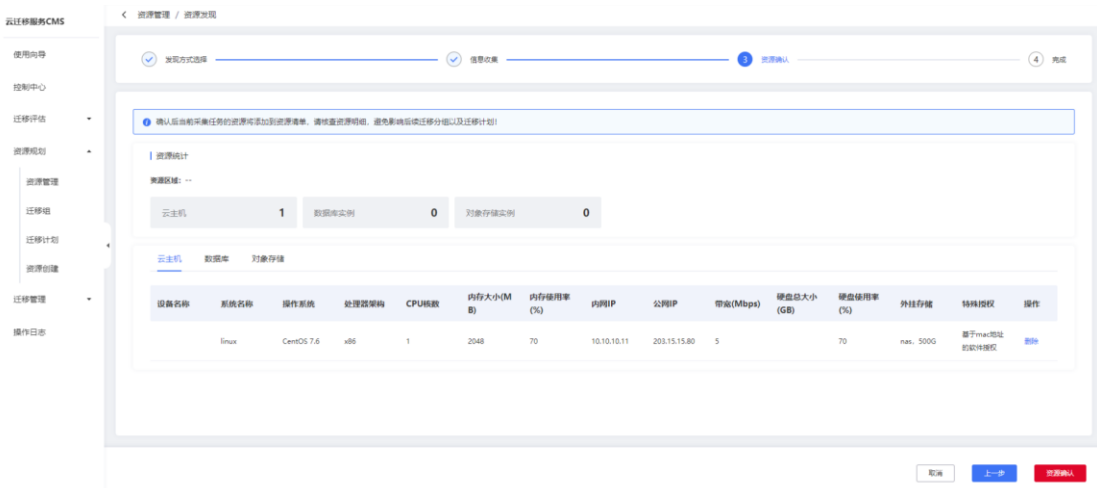 云迁移服务CMS
使用向导
控制中心
迁移评估
资源规划
资源管理
迁移组
迁移计划
资源创建
迁移管理
操作日志
资源管理 / 资源发现
发现方式选择
信息收集
3 资源确认
4 完成
确认后当前采集任务的资源将添加到资源清单，请核查资源明细，避免影响后续迁移分组以及迁移计划！
资源统计
来源区域： --
云主机 1 数据库实例 0 对象存储实例 0
云主机 数据库 对象存储
设备名称 系统名称 操作系统 处理器架构 CPU核数 内存大小(M 内存使用率 内网IP 公网IP 带宽(Mbps) 硬盘总大小 硬盘使用率 外挂存储 特殊授权 操作
B) (%) (GB) (%)
linux CentOS 7.6 x86 1 2048 70 10.10.10.11 203.15.15.80 5 70 nas，500G 基于mac地址 删除
的软件授权
取消 上一步 资源确认